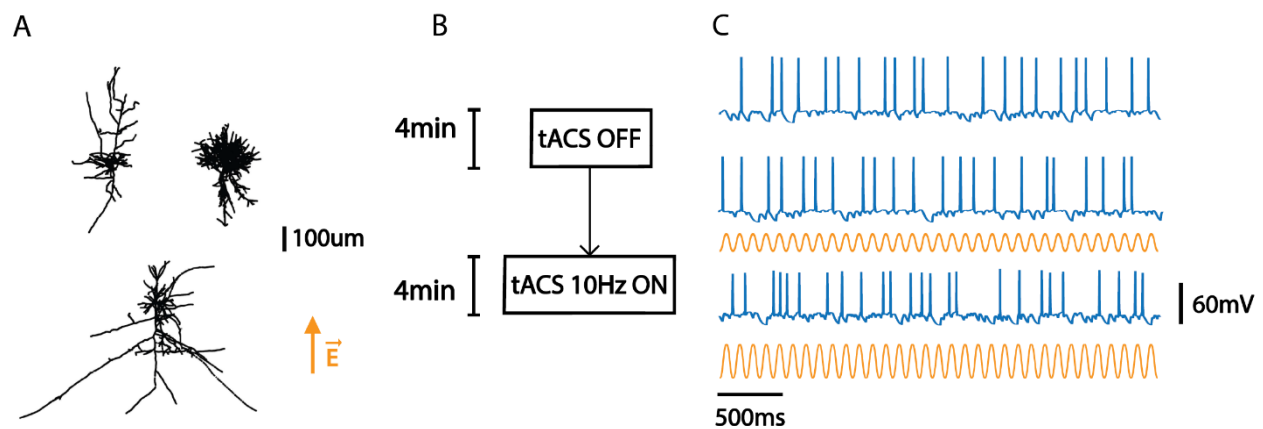 A
B
C
4min
tACS OFF
100um
4min
tACS 10Hz ON
E
60mV
500ms